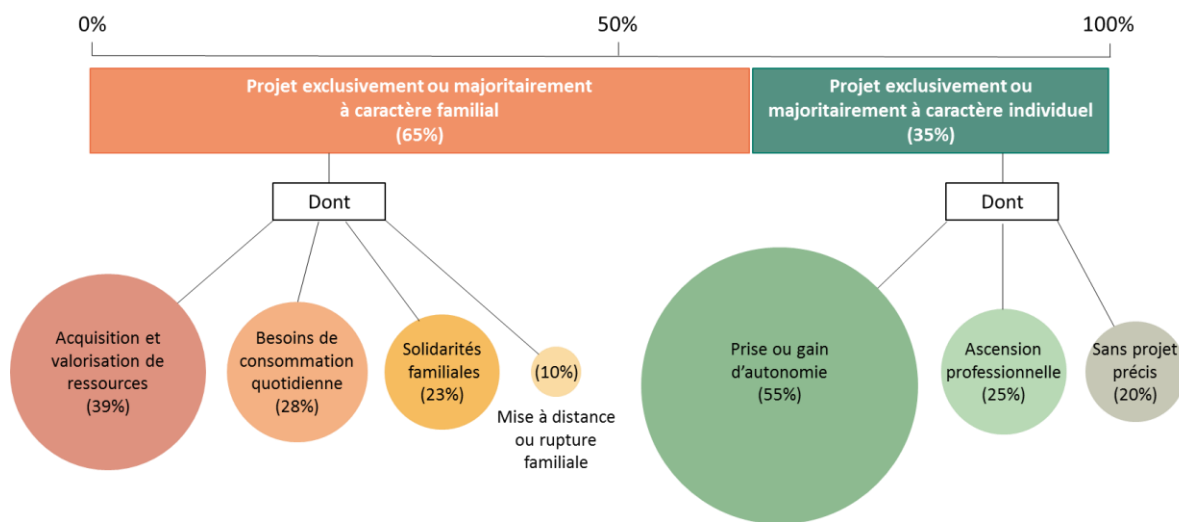 0%
50%
100%
Projet exclusivement ou majoritairement
à caractère familial
(65%)
Projet exclusivement ou
majoritairement à caractère individuel
(35%)
Dont
Dont
Acquisition et
valorisation de
ressources
(39%)
Besoins de
consommation
quotidienne
(28%)
Solidarités
familiales
(23%)
(10%)
Mise à distance
ou rupture
familiale
Prise ou gain
d'autonomie
(55%)
Ascension
professionnelle
(25%)
Sans projet
précis
(20%)